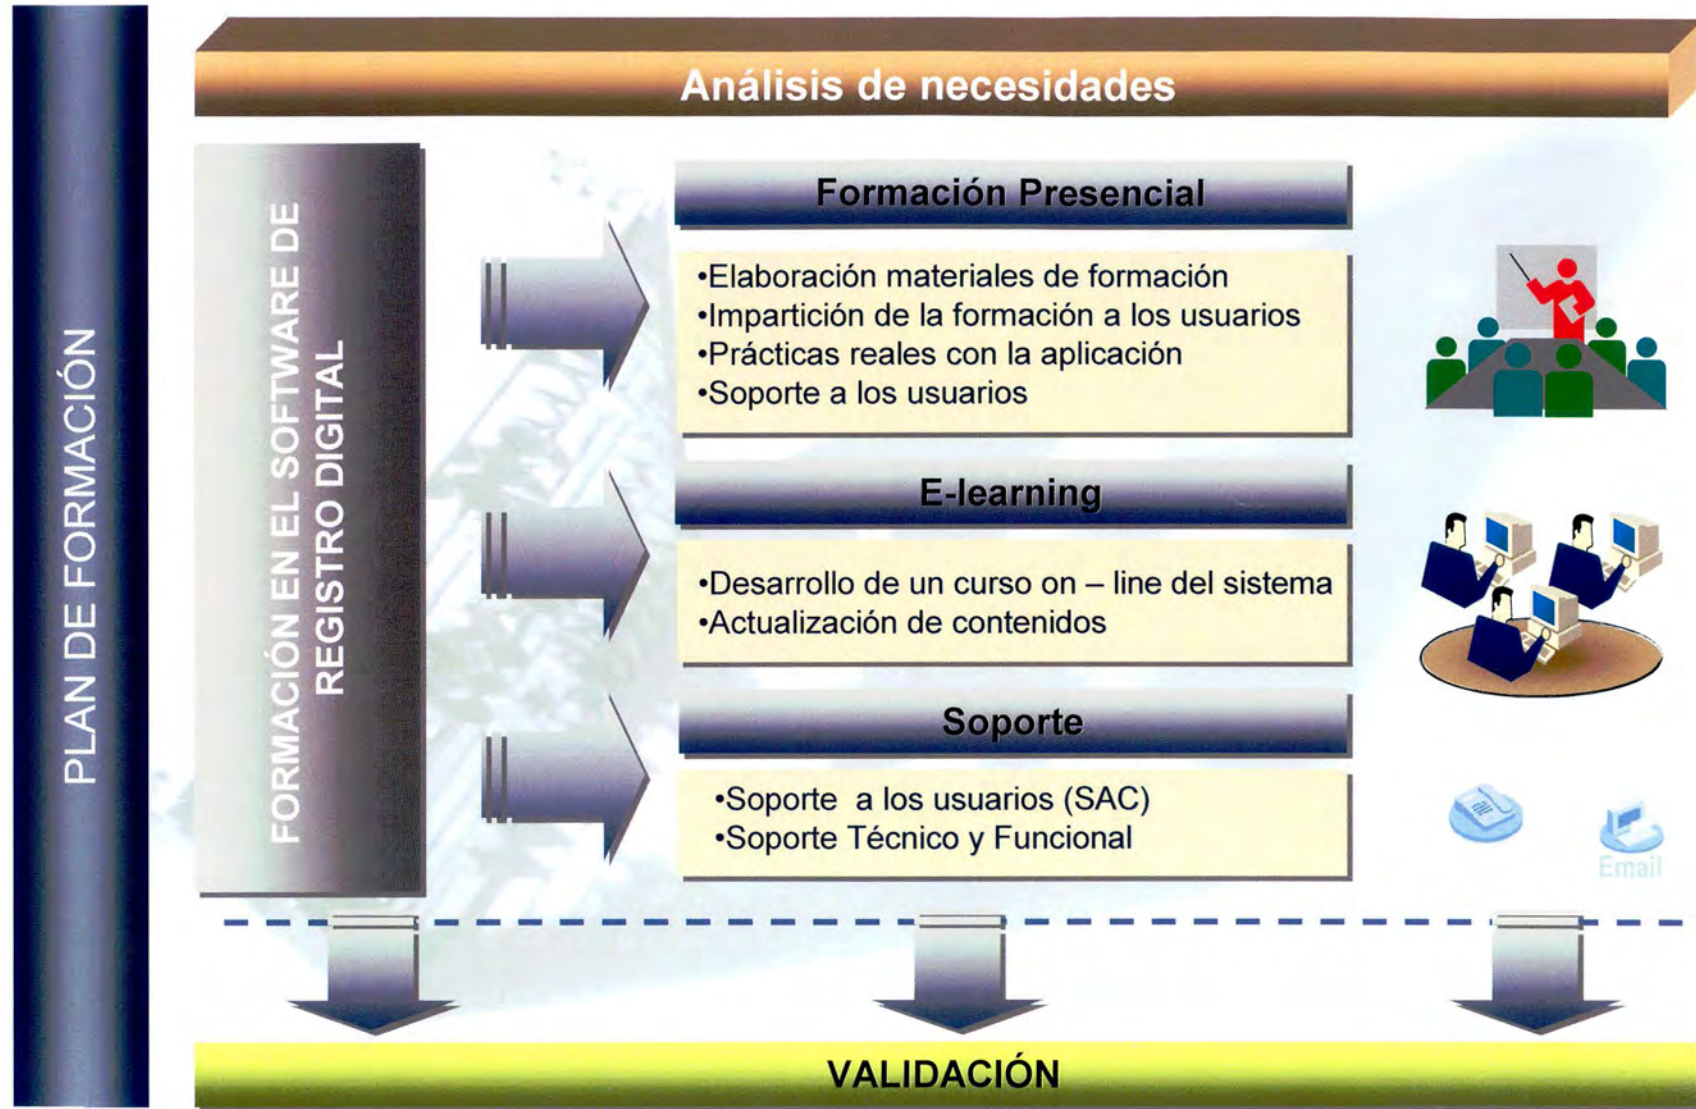 PLAN DE FORMACIÓN
Análisis de necesidades
FORMACIÓN EN EL SOFTWARE DE
REGISTRO DIGITAL
Formación Presencial
•Elaboración materiales de formación
•Impartición de la formación a los usuarios
•Prácticas reales con la aplicación
•Soporte a los usuarios
E-learning
•Desarrollo de un curso on – line del sistema
•Actualización de contenidos
Soporte
•Soporte a los usuarios (SAC)
•Soporte Técnico y Funcional
Email
VALIDACIÓN